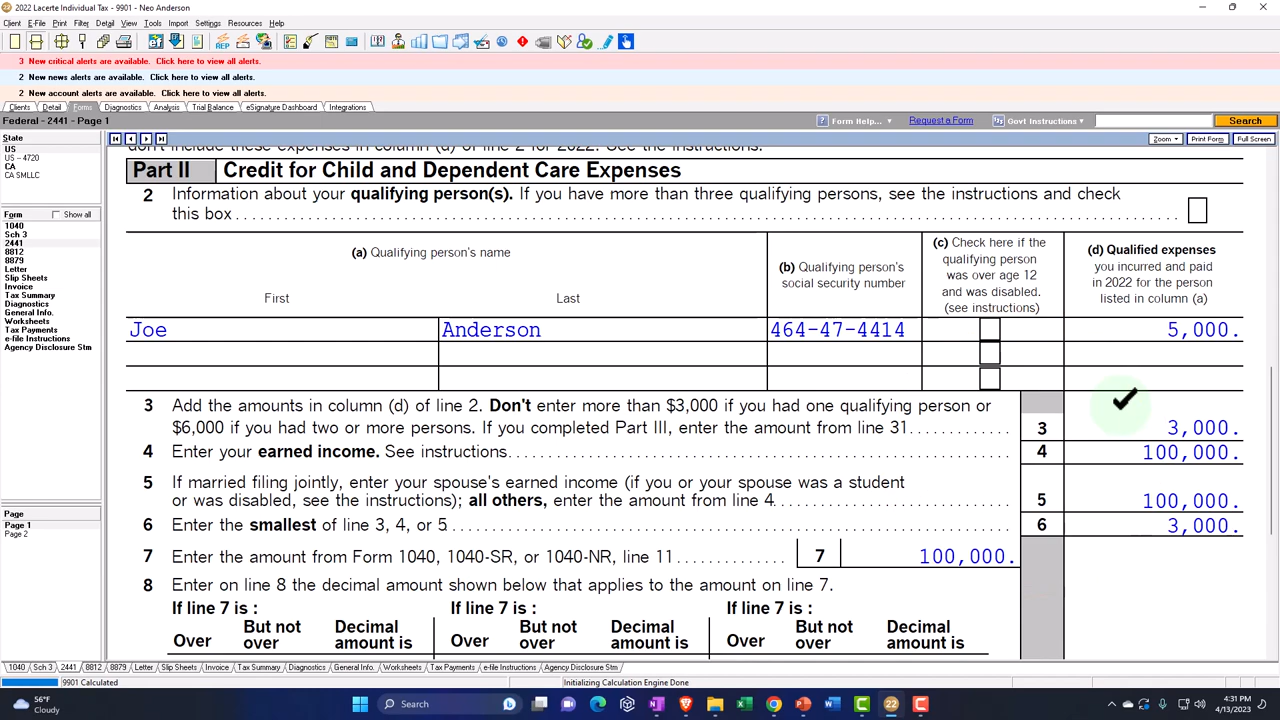 2022 Lacerte Individual Tax - 9901 - Neo Anderson
Client E-File Print Filter Detail View Tools Import Settings Resources Help
3 New critical alerts are available. Click here to view all alerts.
2 New news alerts are available. Click here to view all alerts.
2 New account alerts are available. Click here to view all alerts.
Clients Detail Forms Diagnostics Analysis Trial Balance eSignature Dashboard Integrations
Federal - 2441 - Page 1
Form Help... Request a Form Govt Instructions Search
Zoom Print Form Full Screen
State
US
US - 4720
CA
CA SMLLC
Form Show all
1040
Sch 3
2441
8812
8879
Letter
Slip Sheets
Invoice
Tax Summary
Diagnostics
General Info.
Worksheets
Tax Payments
e-file Instructions
Agency Disclosure Stm
Page
Page 1
Page 2
don't include these expenses in column (d) of line 2 for 2022. See the instructions.
Part II Credit for Child and Dependent Care Expenses
2 Information about your qualifying person(s). If you have more than three qualifying persons, see the instructions and check
this box
(a) Qualifying person's name
First Last
(b) Qualifying person's
social security number
(c) Check here if the
qualifying person
was over age 12
and was disabled.
(see instructions)
(d) Qualified expenses
you incurred and paid
in 2022 for the person
listed in column (a)
Joe Anderson 464-47-4414 5,000.
3 Add the amounts in column (d) of line 2. Don't enter more than $3,000 if you had one qualifying person or
$6,000 if you had two or more persons. If you completed Part III, enter the amount from line 31 3 3,000.
4 Enter your earned income. See instructions 4 100,000.
5 If married filing jointly, enter your spouse's earned income (if you or your spouse was a student
or was disabled, see the instructions); all others, enter the amount from line 4 5 100,000.
6 Enter the smallest of line 3, 4, or 5 6 3,000.
7 Enter the amount from Form 1040, 1040-SR, or 1040-NR, line 11 7 100,000.
8 Enter on line 8 the decimal amount shown below that applies to the amount on line 7.
If line 7 is : If line 7 is : If line 7 is :
Over But not over Decimal amount is Over But not over Decimal amount is Over But not over Decimal amount is
1040 Sch 3 2441 8812 8879 Letter Slip Sheets Invoice Tax Summary Diagnostics General Info. Worksheets Tax Payments e-file Instructions Agency Disclosure Stm
9901 Calculated Initializing Calculation Engine Done
56°F
Cloudy
Search
4:31 PM
4/13/2023